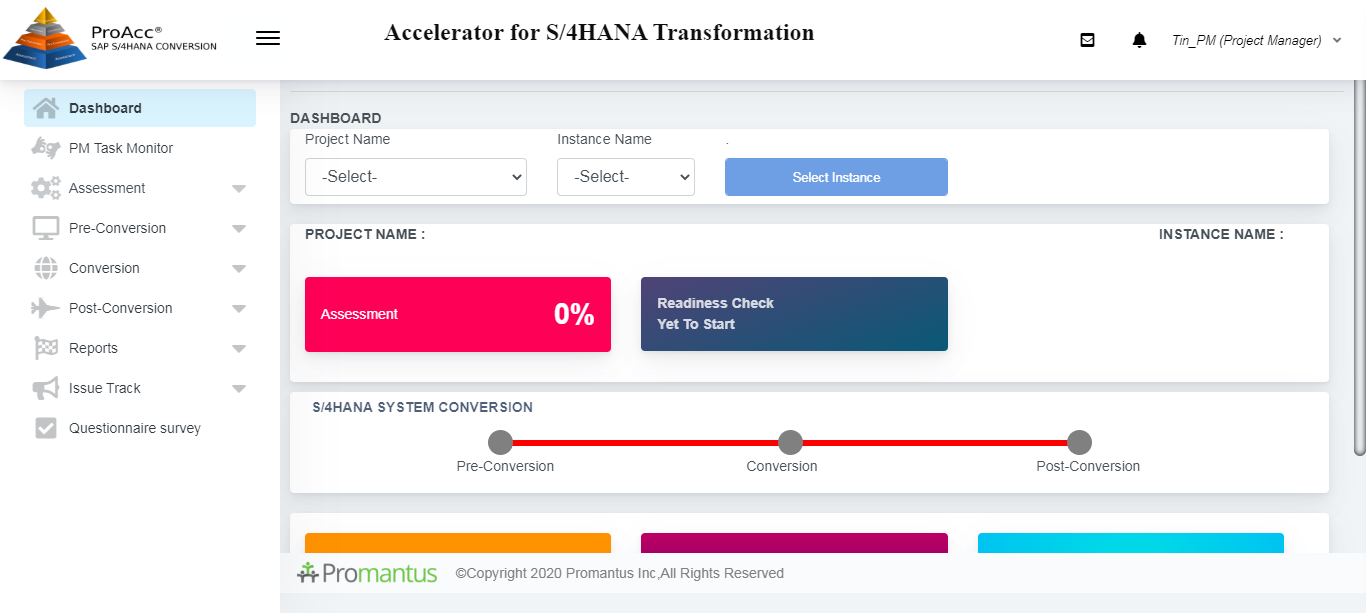 ProAcc®
SAP S/4HANA CONVERSION
Accelerator for S/4HANA Transformation
Tin_PM (Project Manager)
Dashboard
PM Task Monitor
Assessment
Pre-Conversion
Conversion
Post-Conversion
Reports
Issue Track
Questionnaire survey
DASHBOARD
Project Name
Instance Name
.
-Select-
-Select-
Select Instance
PROJECT NAME :
INSTANCE NAME :
Assessment
0%
Readiness Check
Yet To Start
S/4HANA SYSTEM CONVERSION
Pre-Conversion
Conversion
Post-Conversion
Promantus
©Copyright 2020 Promantus Inc,All Rights Reserved